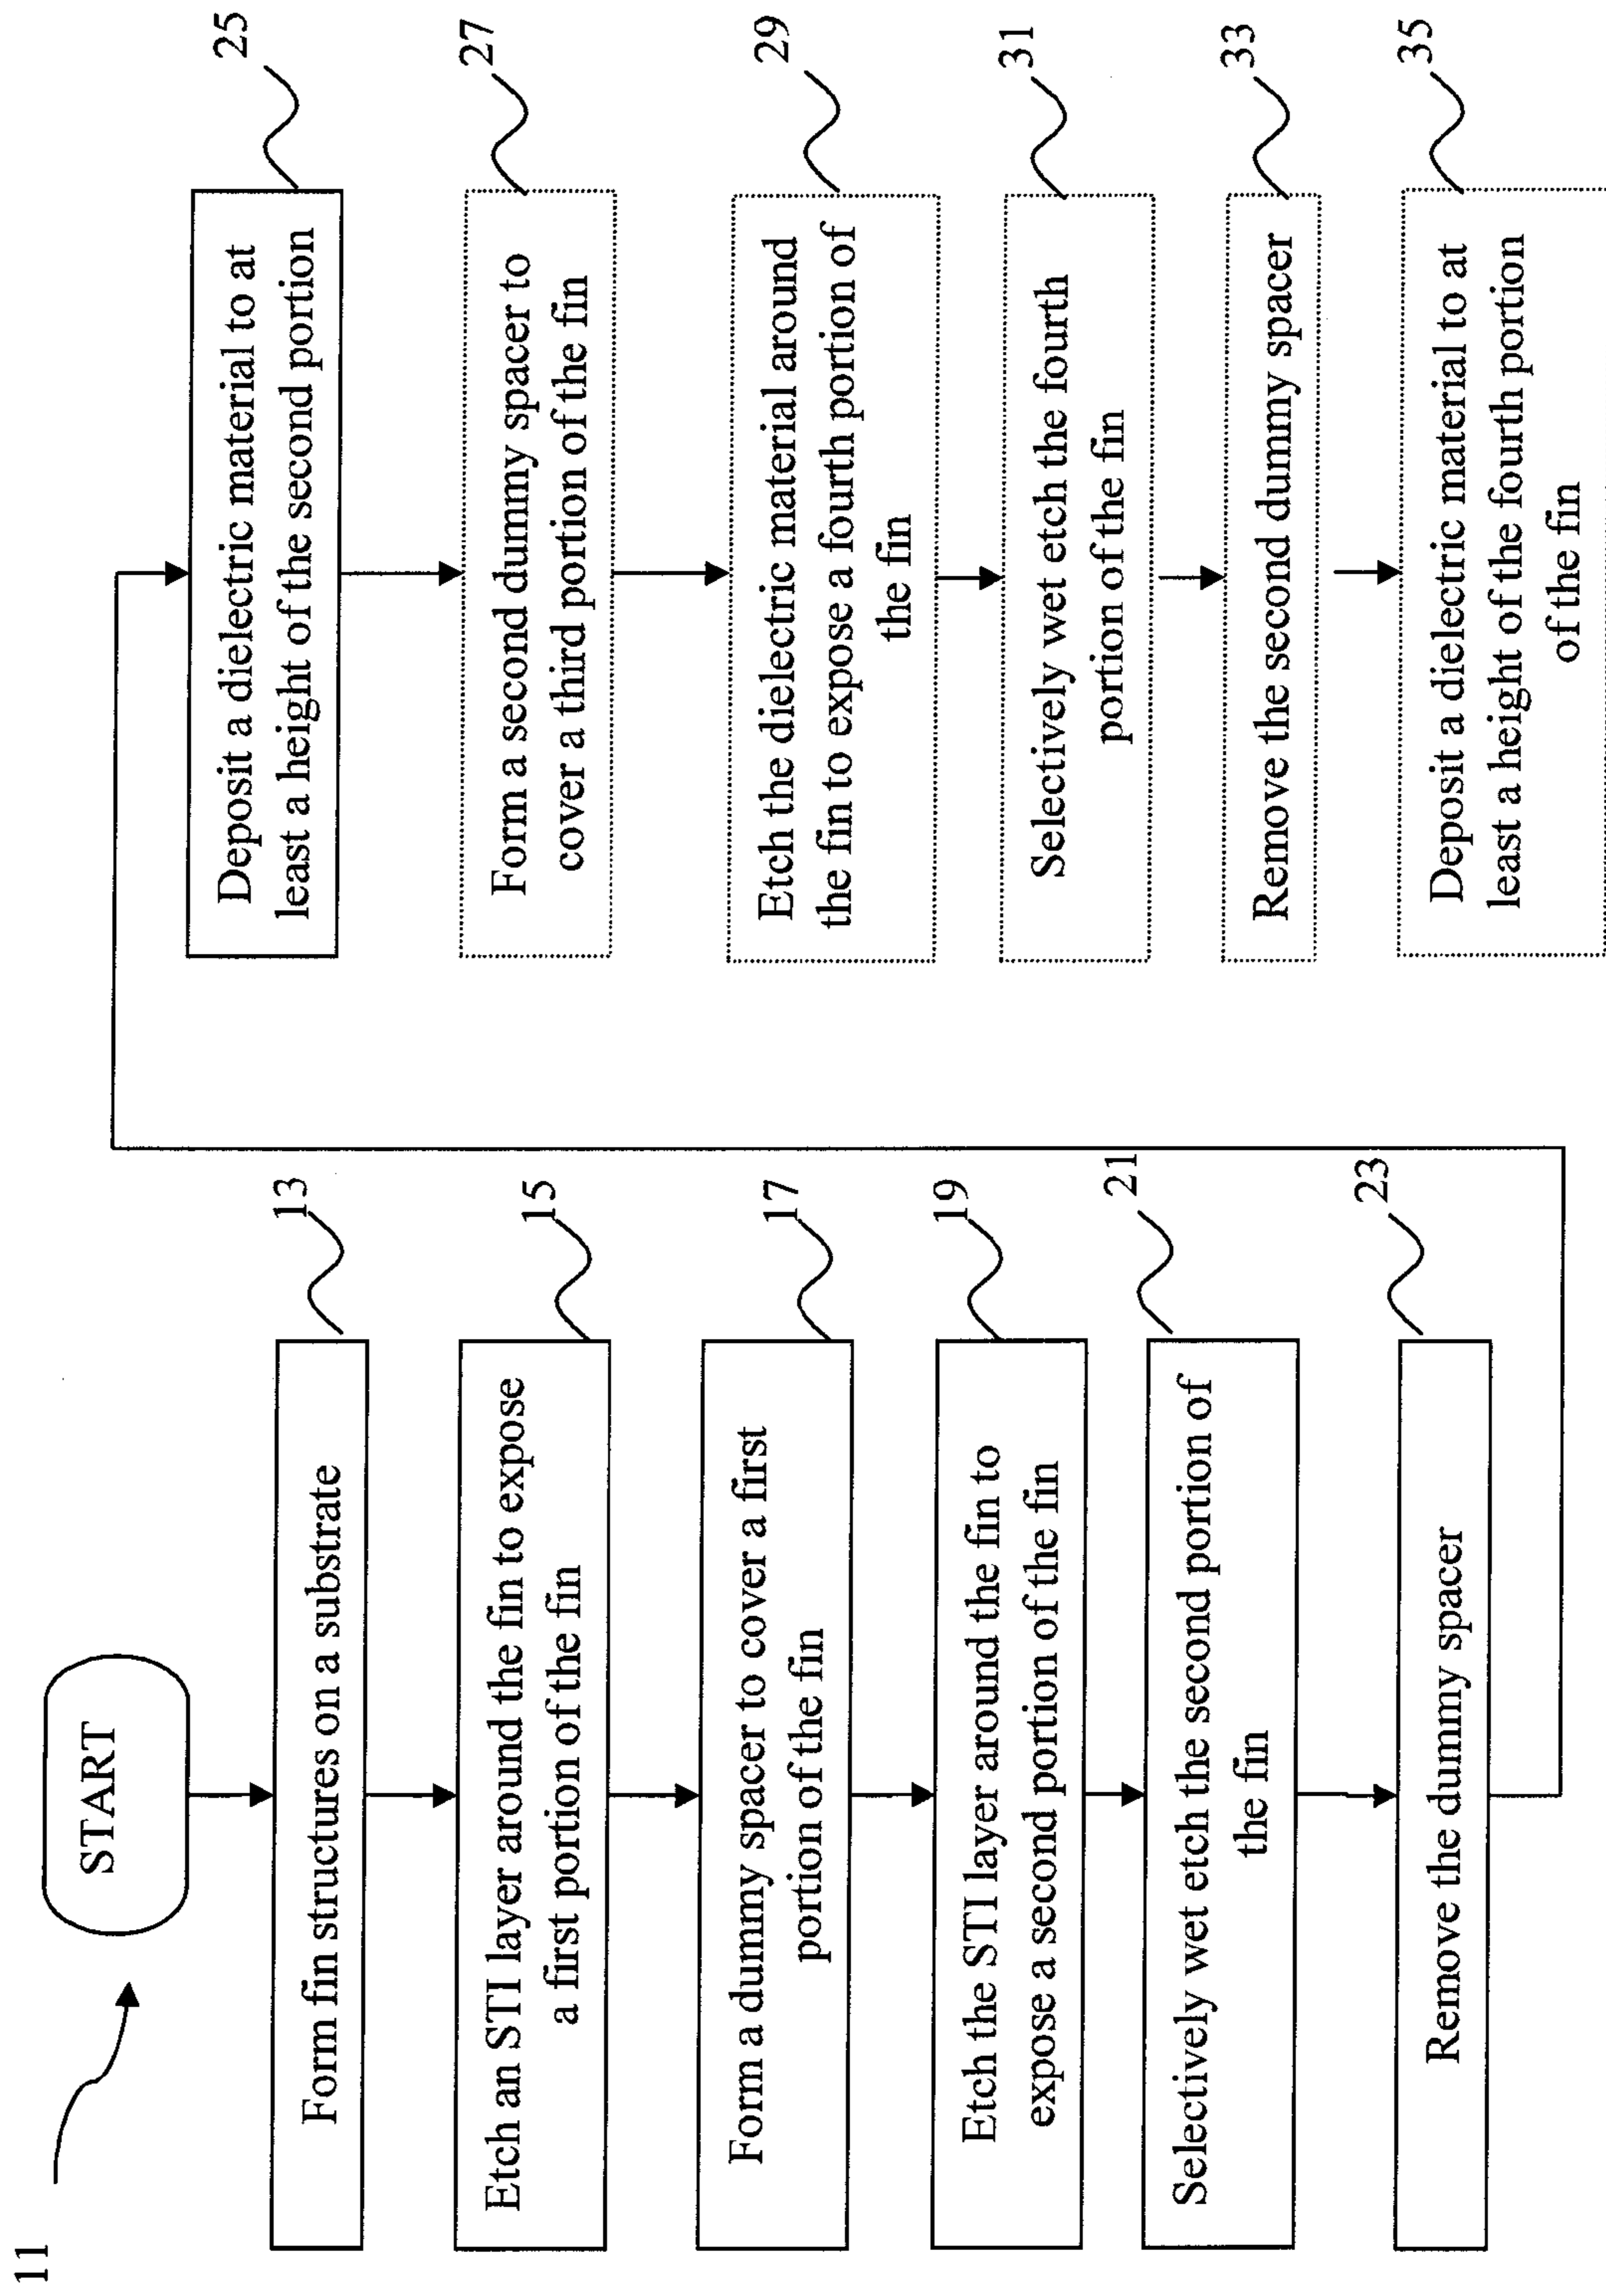 11
START
Form fin structures on a substrate
13
Etch an STI layer around the fin to expose
a first portion of the fin
15
Form a dummy spacer to cover a first
portion of the fin
17
Etch the STI layer around the fin to
expose a second portion of the fin
19
Selectively wet etch the second portion of
the fin
21
Remove the dummy spacer
23
Deposit a dielectric material to at
least a height of the second portion
25
Form a second dummy spacer to
cover a third portion of the fin
27
Etch the dielectric material around
the fin to expose a fourth portion of
the fin
29
Selectively wet etch the fourth
portion of the fin
31
Remove the second dummy spacer
33
Deposit a dielectric material to at
least a height of the fourth portion
of the fin
35